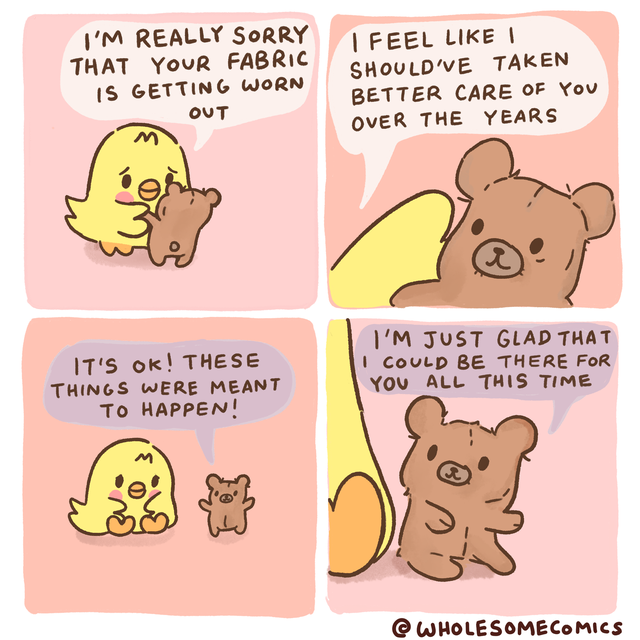 I'M REALLY SORRY
THAT YOUR FABRIC
IS GETTING WORN
OUT
I FEEL LIKE I
SHOULD'VE TAKEN
BETTER CARE OF YOU
OVER THE YEARS
IT'S OK! THESE
THINGS WERE MEANT
TO HAPPEN!
I'M JUST GLAD THAT
I COULD BE THERE FOR
YOU ALL THIS TIME
@WHOLESOMECOMICS